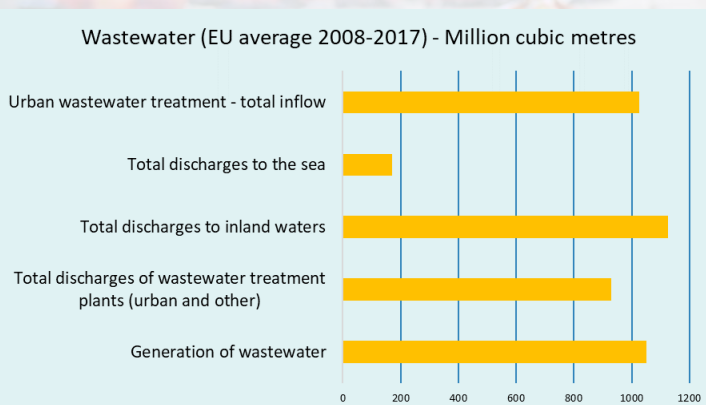 Wastewater (EU average 2008-2017) - Million cubic metres
Urban wastewater treatment - total inflow
Total discharges to the sea
Total discharges to inland waters
Total discharges of wastewater treatment
plants (urban and other)
Generation of wastewater
0 200 400 600 800 1000 1200